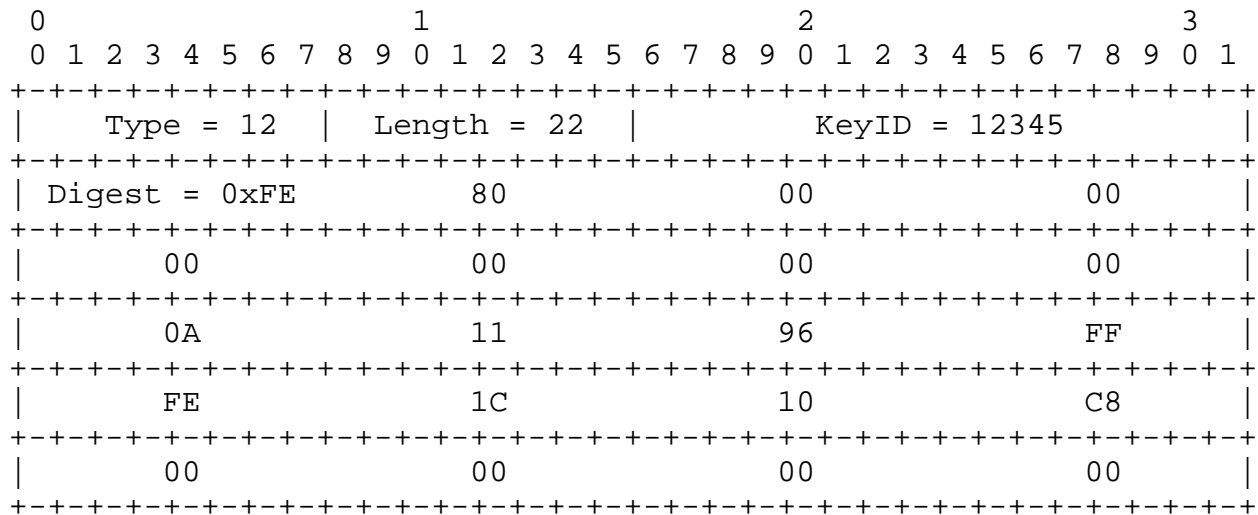 0                   1                   2                   3
 0 1 2 3 4 5 6 7 8 9 0 1 2 3 4 5 6 7 8 9 0 1 2 3 4 5 6 7 8 9 0 1
+-+-+-+-+-+-+-+-+-+-+-+-+-+-+-+-+-+-+-+-+-+-+-+-+-+-+-+-+-+-+-+-+
|    Type = 12  |  Length = 22  |         KeyID = 12345         |
+-+-+-+-+-+-+-+-+-+-+-+-+-+-+-+-+-+-+-+-+-+-+-+-+-+-+-+-+-+-+-+-+
| Digest = 0xFE         80              00              00      |
+-+-+-+-+-+-+-+-+-+-+-+-+-+-+-+-+-+-+-+-+-+-+-+-+-+-+-+-+-+-+-+-+
|       00              00              00              00      |
+-+-+-+-+-+-+-+-+-+-+-+-+-+-+-+-+-+-+-+-+-+-+-+-+-+-+-+-+-+-+-+-+
|       0A              11              96              FF      |
+-+-+-+-+-+-+-+-+-+-+-+-+-+-+-+-+-+-+-+-+-+-+-+-+-+-+-+-+-+-+-+-+
|       FE              1C              10              C8      |
+-+-+-+-+-+-+-+-+-+-+-+-+-+-+-+-+-+-+-+-+-+-+-+-+-+-+-+-+-+-+-+-+
|       00              00              00              00      |
+-+-+-+-+-+-+-+-+-+-+-+-+-+-+-+-+-+-+-+-+-+-+-+-+-+-+-+-+-+-+-+-+